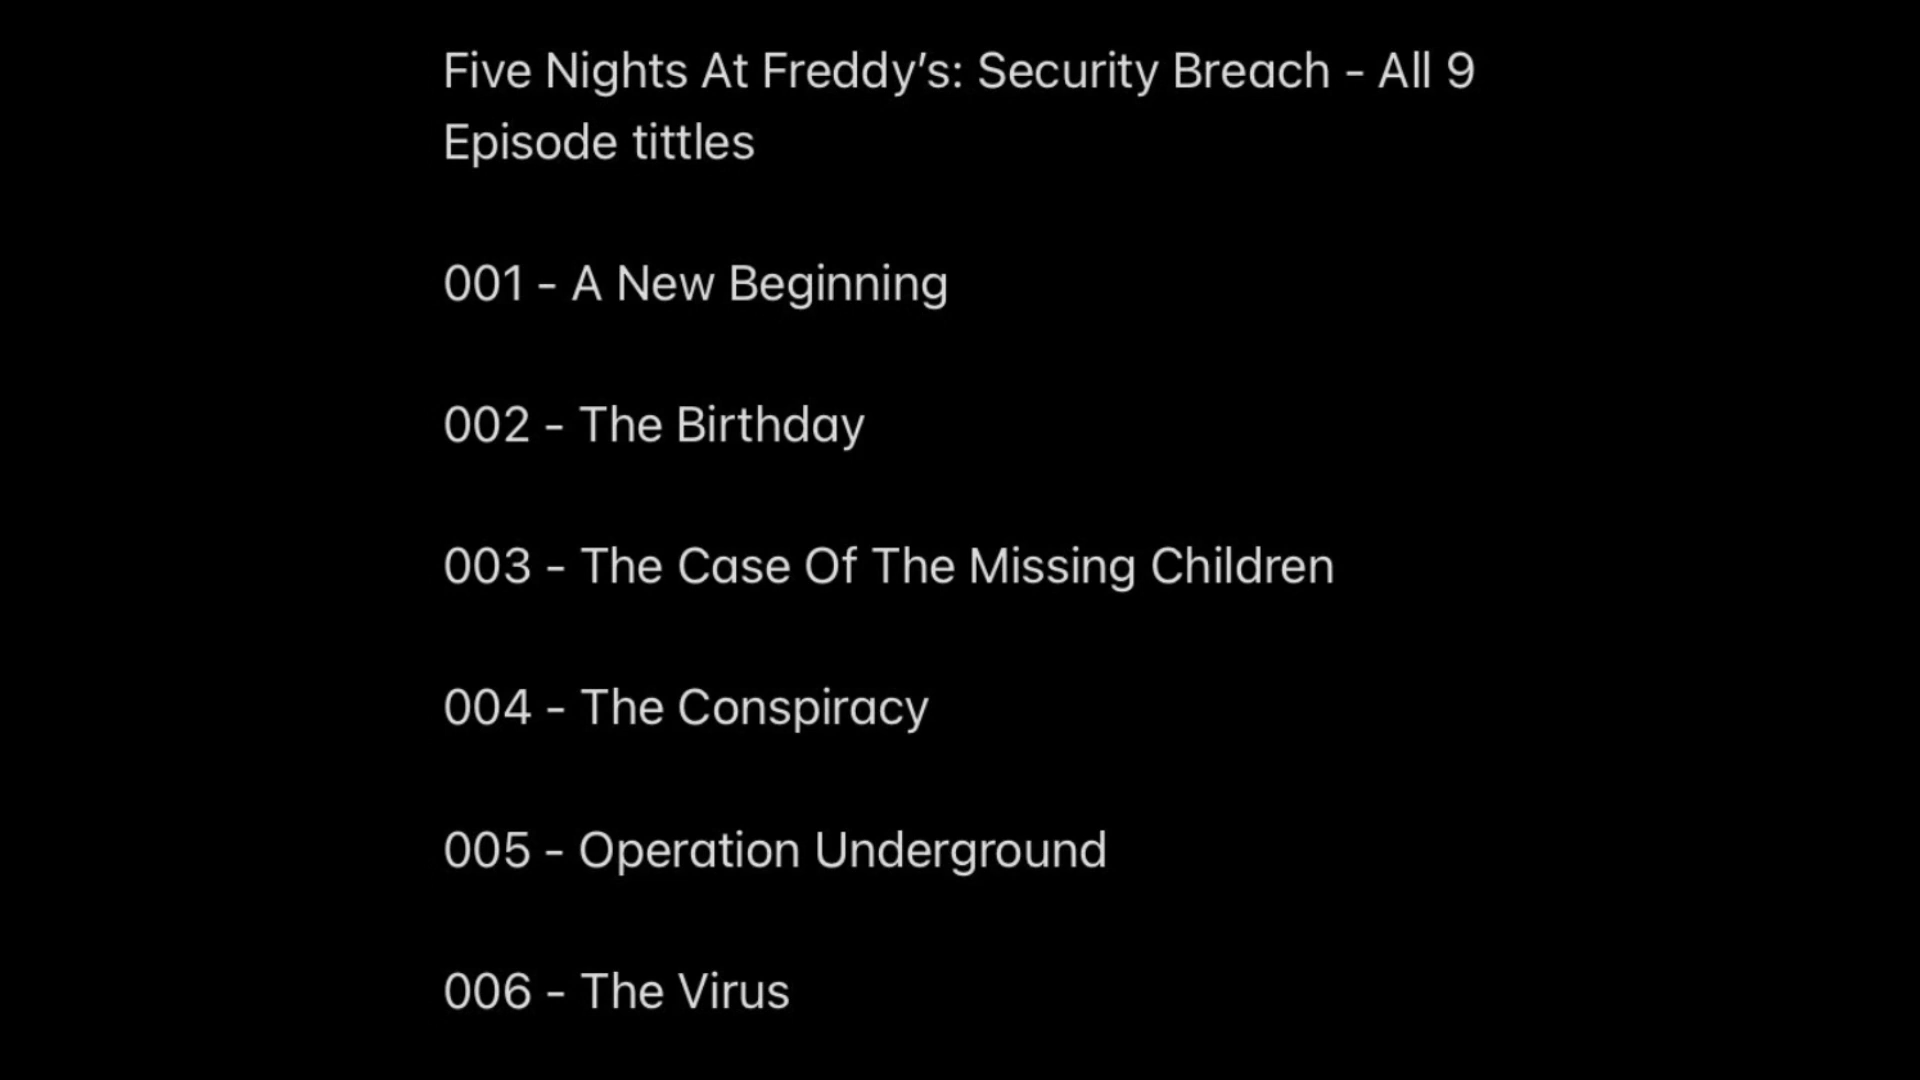 Five Nights At Freddy’s: Security Breach - All 9
Episode tittles
001 - A New Beginning
002 - The Birthday
003 - The Case Of The Missing Children
004 - The Conspiracy
005 - Operation Underground
006 - The Virus